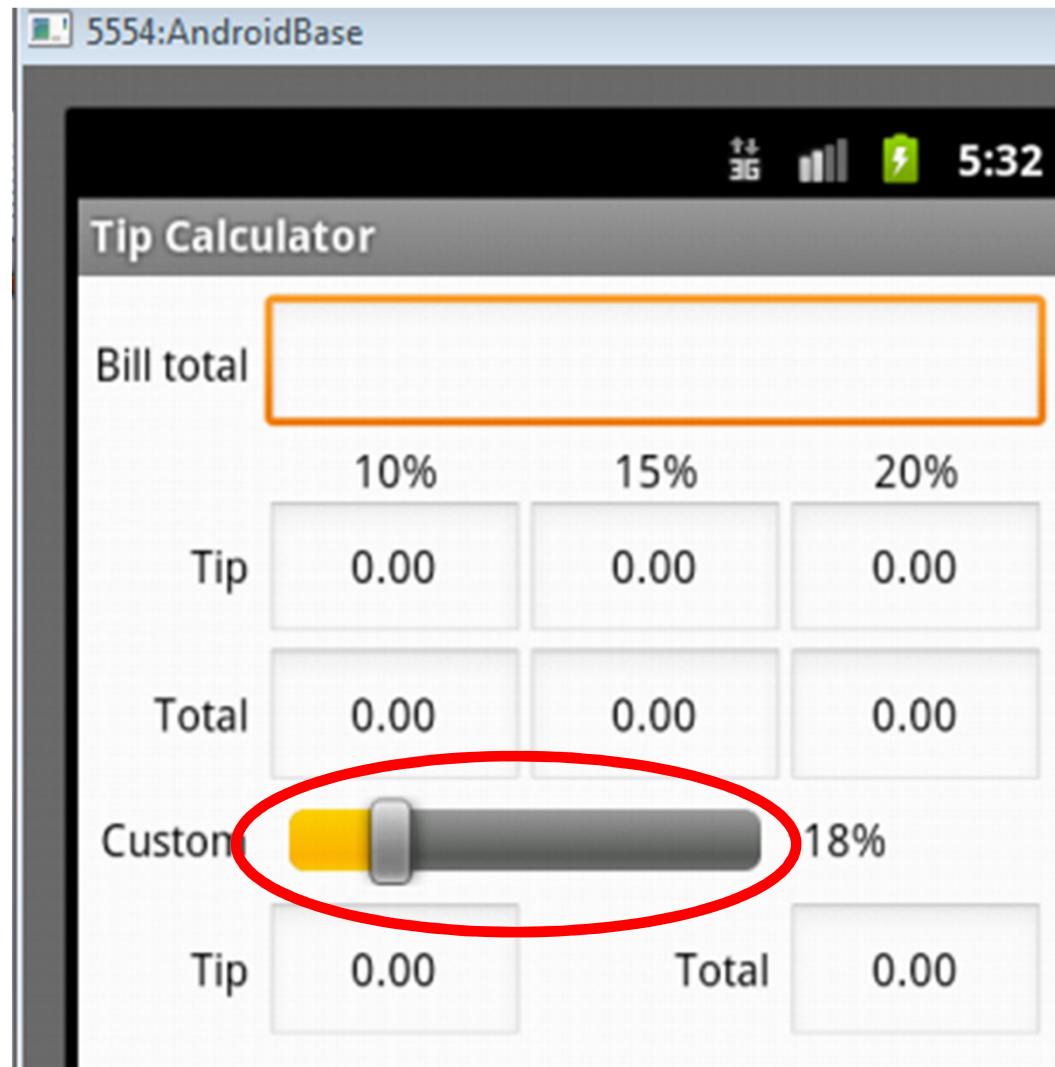 5554:AndroidBase
3G 5:32
Tip Calculator
Bill total
10% 15% 20%
Tip 0.00 0.00 0.00
Total 0.00 0.00 0.00
Custom 18%
Tip 0.00 Total 0.00